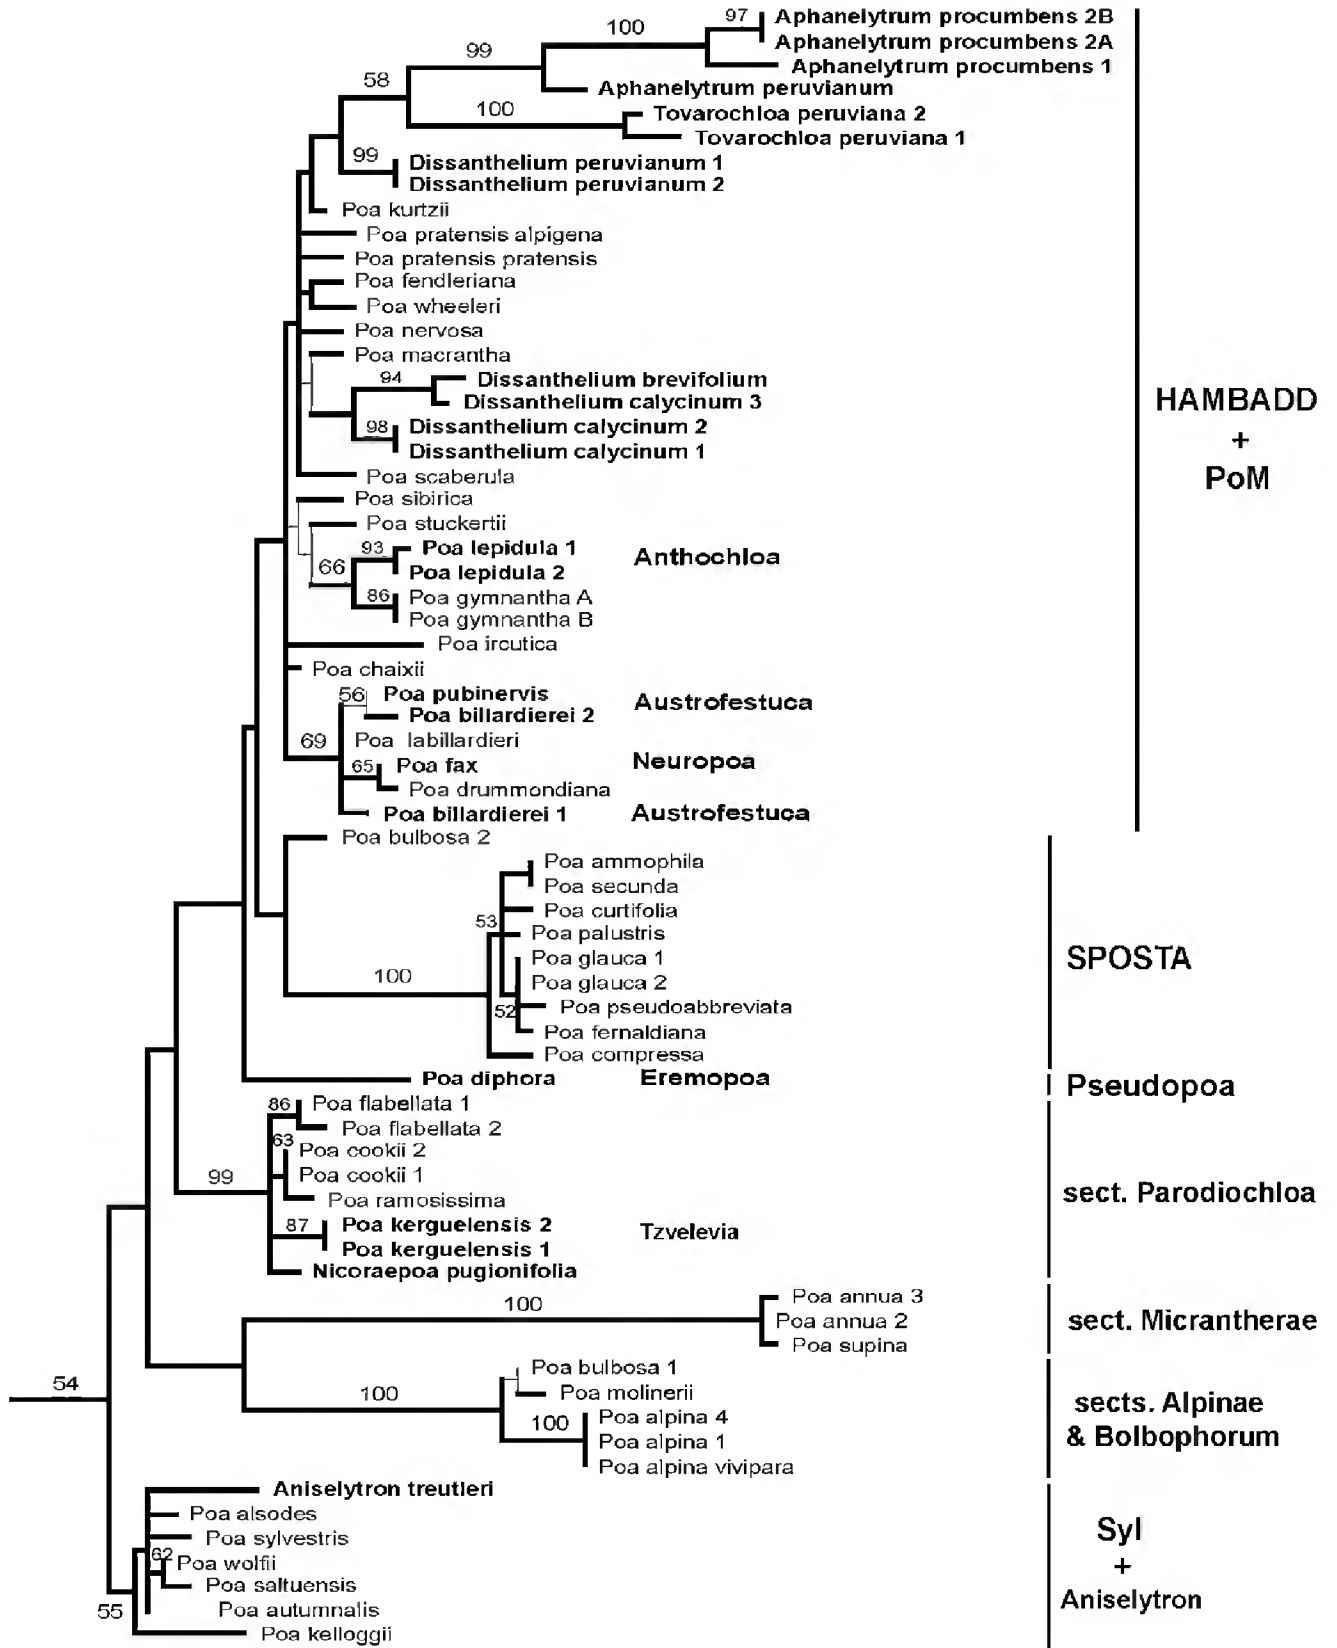 97 Aphanelytrum procumbens 2B
100 Aphanelytrum procumbens 2A
99 Aphanelytrum procumbens 1
58 Aphanelytrum peruvianum
100 Tovarochloa peruviana 2
Tovarochloa peruviana 1
99 Dissanthelium peruvianum 1
Dissanthelium peruvianum 2
Poa kurtzii
Poa pratensis alpigena
Poa pratensis pratensis
Poa fendleriana
Poa wheeleri
Poa nervosa
Poa macrantha
94 Dissanthelium brevifolium
Dissanthelium calycinum 3
98 Dissanthelium calycinum 2
Dissanthelium calycinum 1
HAMBADD
+
PoM
Poa scaberula
Poa sibirica
Poa stuckertii
93 Poa lepidula 1 Anthochloa
66 Poa lepidula 2
86 Poa gymnantha A
Poa gymnantha B
Poa ircutica
Poa chaixii
56 Poa pubinervis Austrofestuca
Poa billardierei 2
69 Poa labillardieri
65 Poa fax Neuropoa
Poa drummondiana
Poa billardierei 1 Austrofestuca
Poa bulbosa 2
Poa ammophila
Poa secunda
Poa curtifolia
53 Poa palustris
Poa glauca 1 SPOSTA
100 Poa glauca 2
52 Poa pseudoabbreviata
Poa fernaldiana
Poa compressa
Poa diphora Eremopoa Pseudopoa
86 Poa flabellata 1
Poa flabellata 2
63 Poa cookii 2
99 Poa cookii 1
Poa ramosissima sect. Parodiochloa
87 Poa kerguelensis 2 Tzvelevia
Poa kerguelensis 1
Nicoraepoa pugionifolia
100 Poa annua 3
Poa annua 2 sect. Micrantherae
Poa supina
Poa bulbosa 1
54 100 Poa molinerii sects. Alpinae
100 Poa alpina 4 & Bolbophorum
Poa alpina 1
Poa alpina vivipara
Aniselytron treutleri
Poa alsodes
Poa sylvestris Syl
62 Poa wolfii +
Poa saltuensis Aniselytron
55 Poa autumnalis
Poa kelloggii